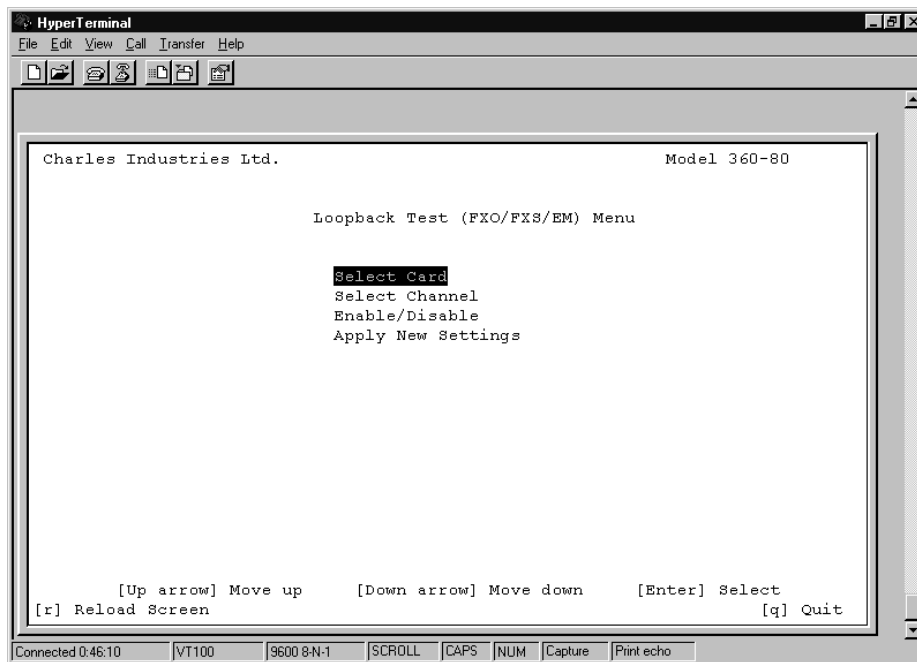 HyperTerminal
File Edit View Call Transfer Help
Charles Industries Ltd. Model 360-80
Loopback Test (FXO/FXS/EM) Menu
Select Card
Select Channel
Enable/Disable
Apply New Settings
[Up arrow] Move up [Down arrow] Move down [Enter] Select
[r] Reload Screen [q] Quit
Connected 0:46:10 VT100 9600 8-N-1 SCROLL CAPS NUM Capture Print echo